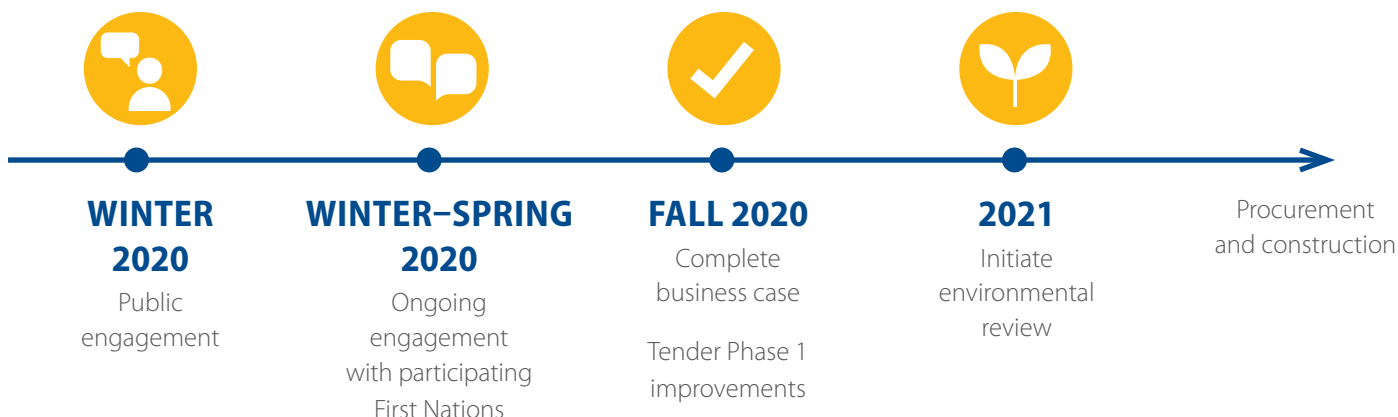 WINTER
2020
Public
engagement
WINTER–SPRING
2020
Ongoing
engagement
with participating
First Nations
FALL 2020
Complete
business case
Tender Phase 1
improvements
2021
Initiate
environmental
review
Procurement
and construction